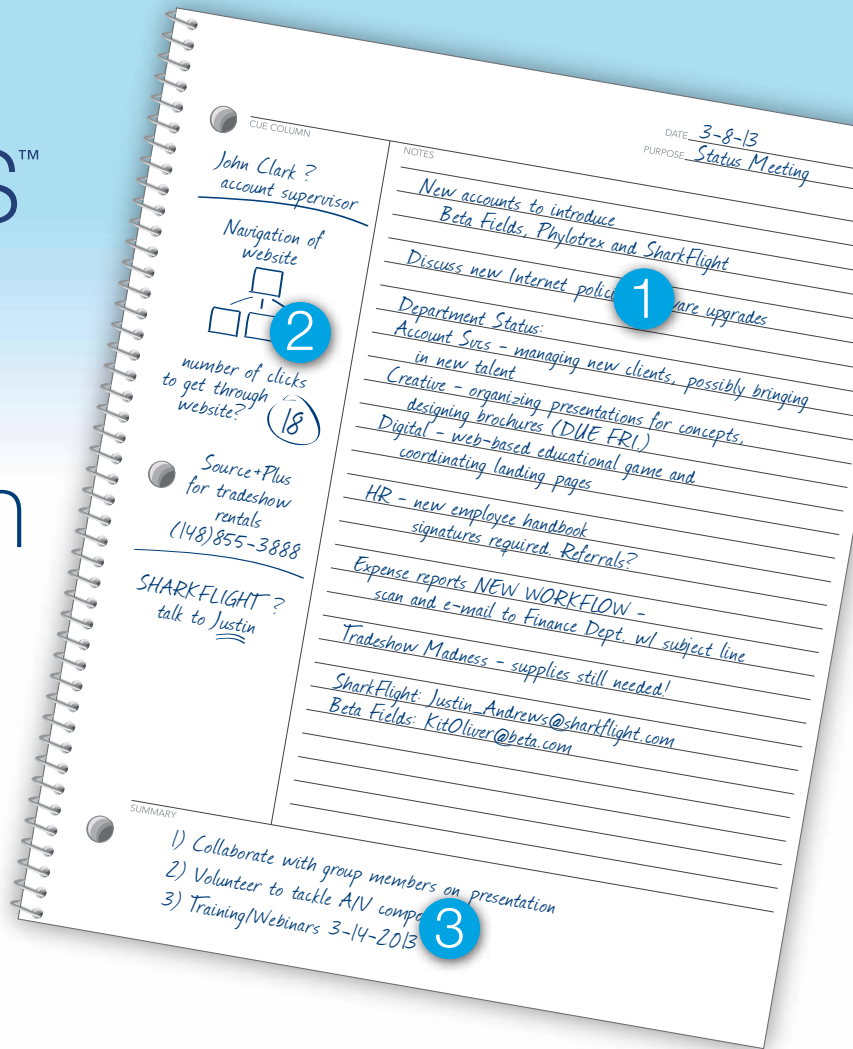 S™
n
DATE 3-8-13
PURPOSE Status Meeting
CUE COLUMN
John Clark ?
account supervisor
Navigation of
website
2
number of clicks
to get through
website? 18
Source+Plus
for tradeshow
rentals
(148)855-3888
SHARKFLIGHT ?
talk to Justin
NOTES
New accounts to introduce
Beta Fields, Phylotrex and SharkFlight
Discuss new Internet 1 upgrades
Department Status:
Account Svcs - managing new clients, possibly bringing
in new talent
Creative - organizing presentations for concepts,
designing brochures (DUE FRI.)
Digital - web-based educational game and
coordinating landing pages
HR - new employee handbook
signatures required. Referrals?
Expense reports NEW WORKFLOW -
scan and e-mail to Finance Dept. w/ subject line
Tradeshow Madness - supplies still needed!
SharkFlight: Justin_Andrews@sharkflight.com
Beta Fields: KitOliver@beta.com
SUMMARY
1) Collaborate with group members on presentation
2) Volunteer to tackle A/V
3) Training/Webinars 3-14-2013
3